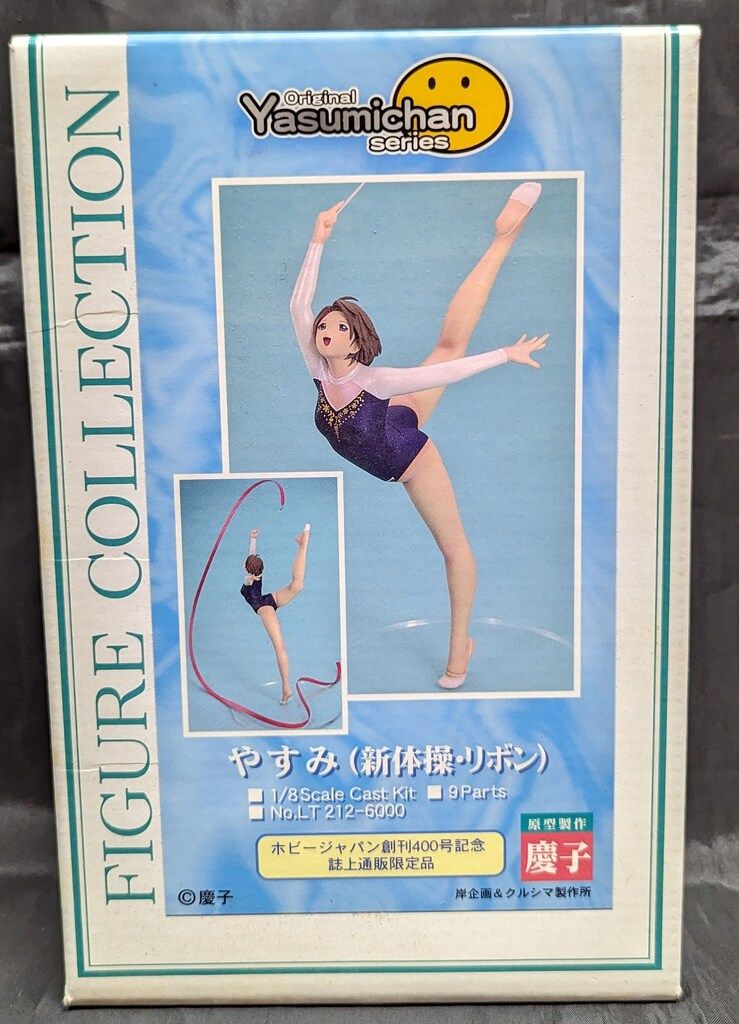 FIGURE COLLECTION
Original
Yasumichan
series
やすみ(新体操・リボン)
■ 1/8Scale Cast Kit ■ 9Parts
■ No.LT 212-6000
ホビージャパン創刊400号記念
誌上通販限定品
原型製作
慶子
©慶子
岸企画&クルシマ製作所